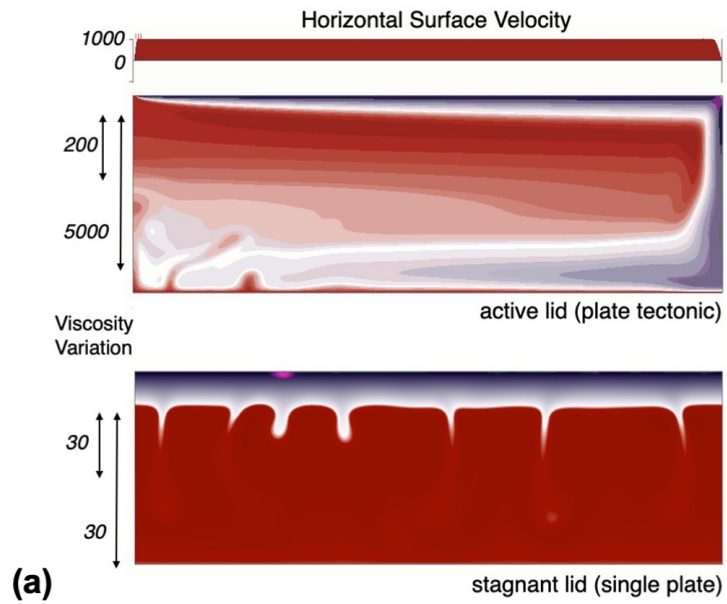 Horizontal Surface Velocity
1000
0
200
5000
active lid (plate tectonic)
Viscosity
Variation
30
30
(a)
stagnant lid (single plate)